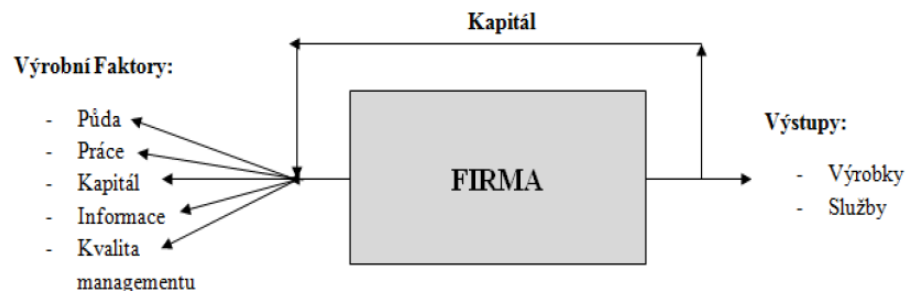 Kapitál
Výrobní Faktory:
- Půda
- Práce
- Kapitál
- Informace
- Kvalita
managementu
FIRMA
Výstupy:
- Výrobky
- Služby